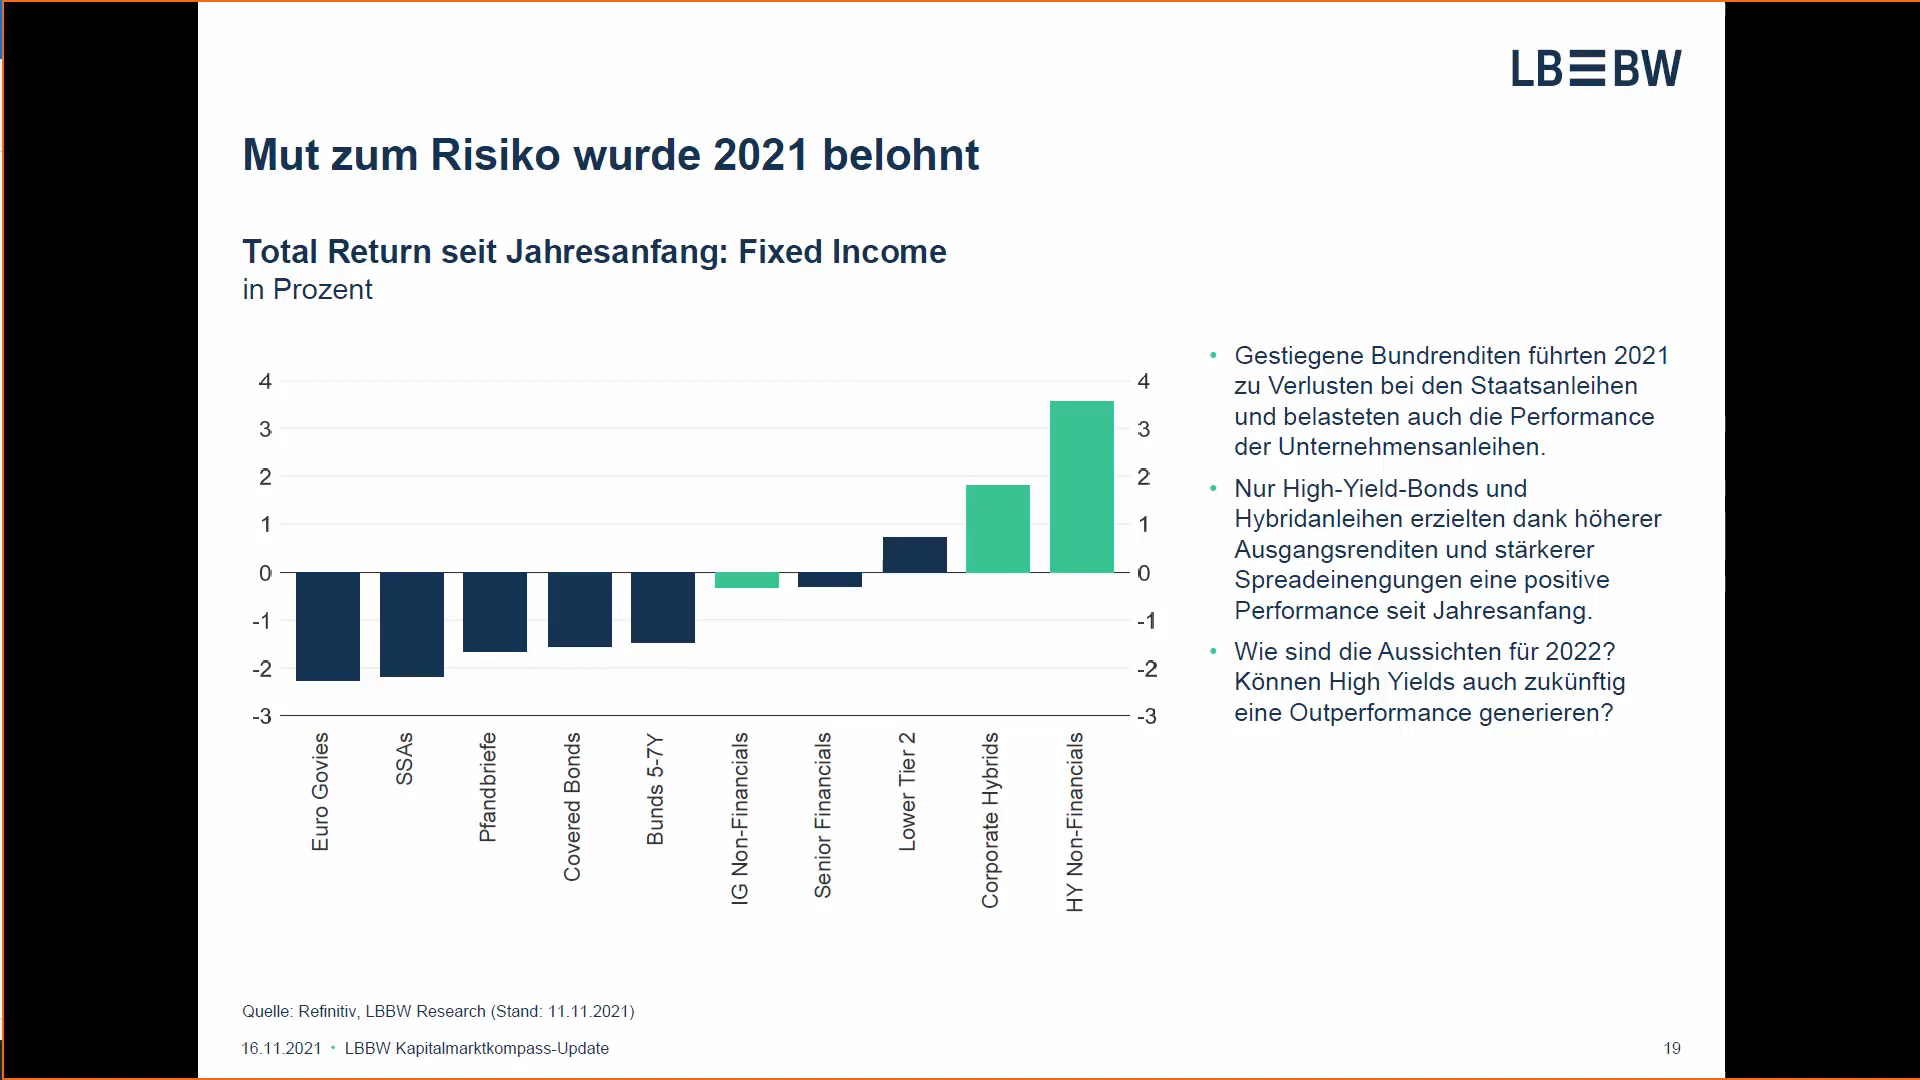 LBBW
Mut zum Risiko wurde 2021 belohnt
Total Return seit Jahresanfang: Fixed Income
in Prozent
4
3
2
1
0
-1
-2
-3
4
3
2
1
0
-1
-2
-3
Euro Govies
SSAs
Pfandbriefe
Covered Bonds
Bunds 5-7Y
IG Non-Financials
Senior Financials
Lower Tier 2
Corporate Hybrids
HY Non-Financials
• Gestiegene Bundrenditen führten 2021
zu Verlusten bei den Staatsanleihen
und belasteten auch die Performance
der Unternehmensanleihen.
• Nur High-Yield-Bonds und
Hybridanleihen erzielten dank höherer
Ausgangsrenditen und stärkerer
Spreadeinengungen eine positive
Performance seit Jahresanfang.
• Wie sind die Aussichten für 2022?
Können High Yields auch zukünftig
eine Outperformance generieren?
Quelle: Refinitiv, LBBW Research (Stand: 11.11.2021)
16.11.2021 • LBBW Kapitalmarktkompass-Update
19